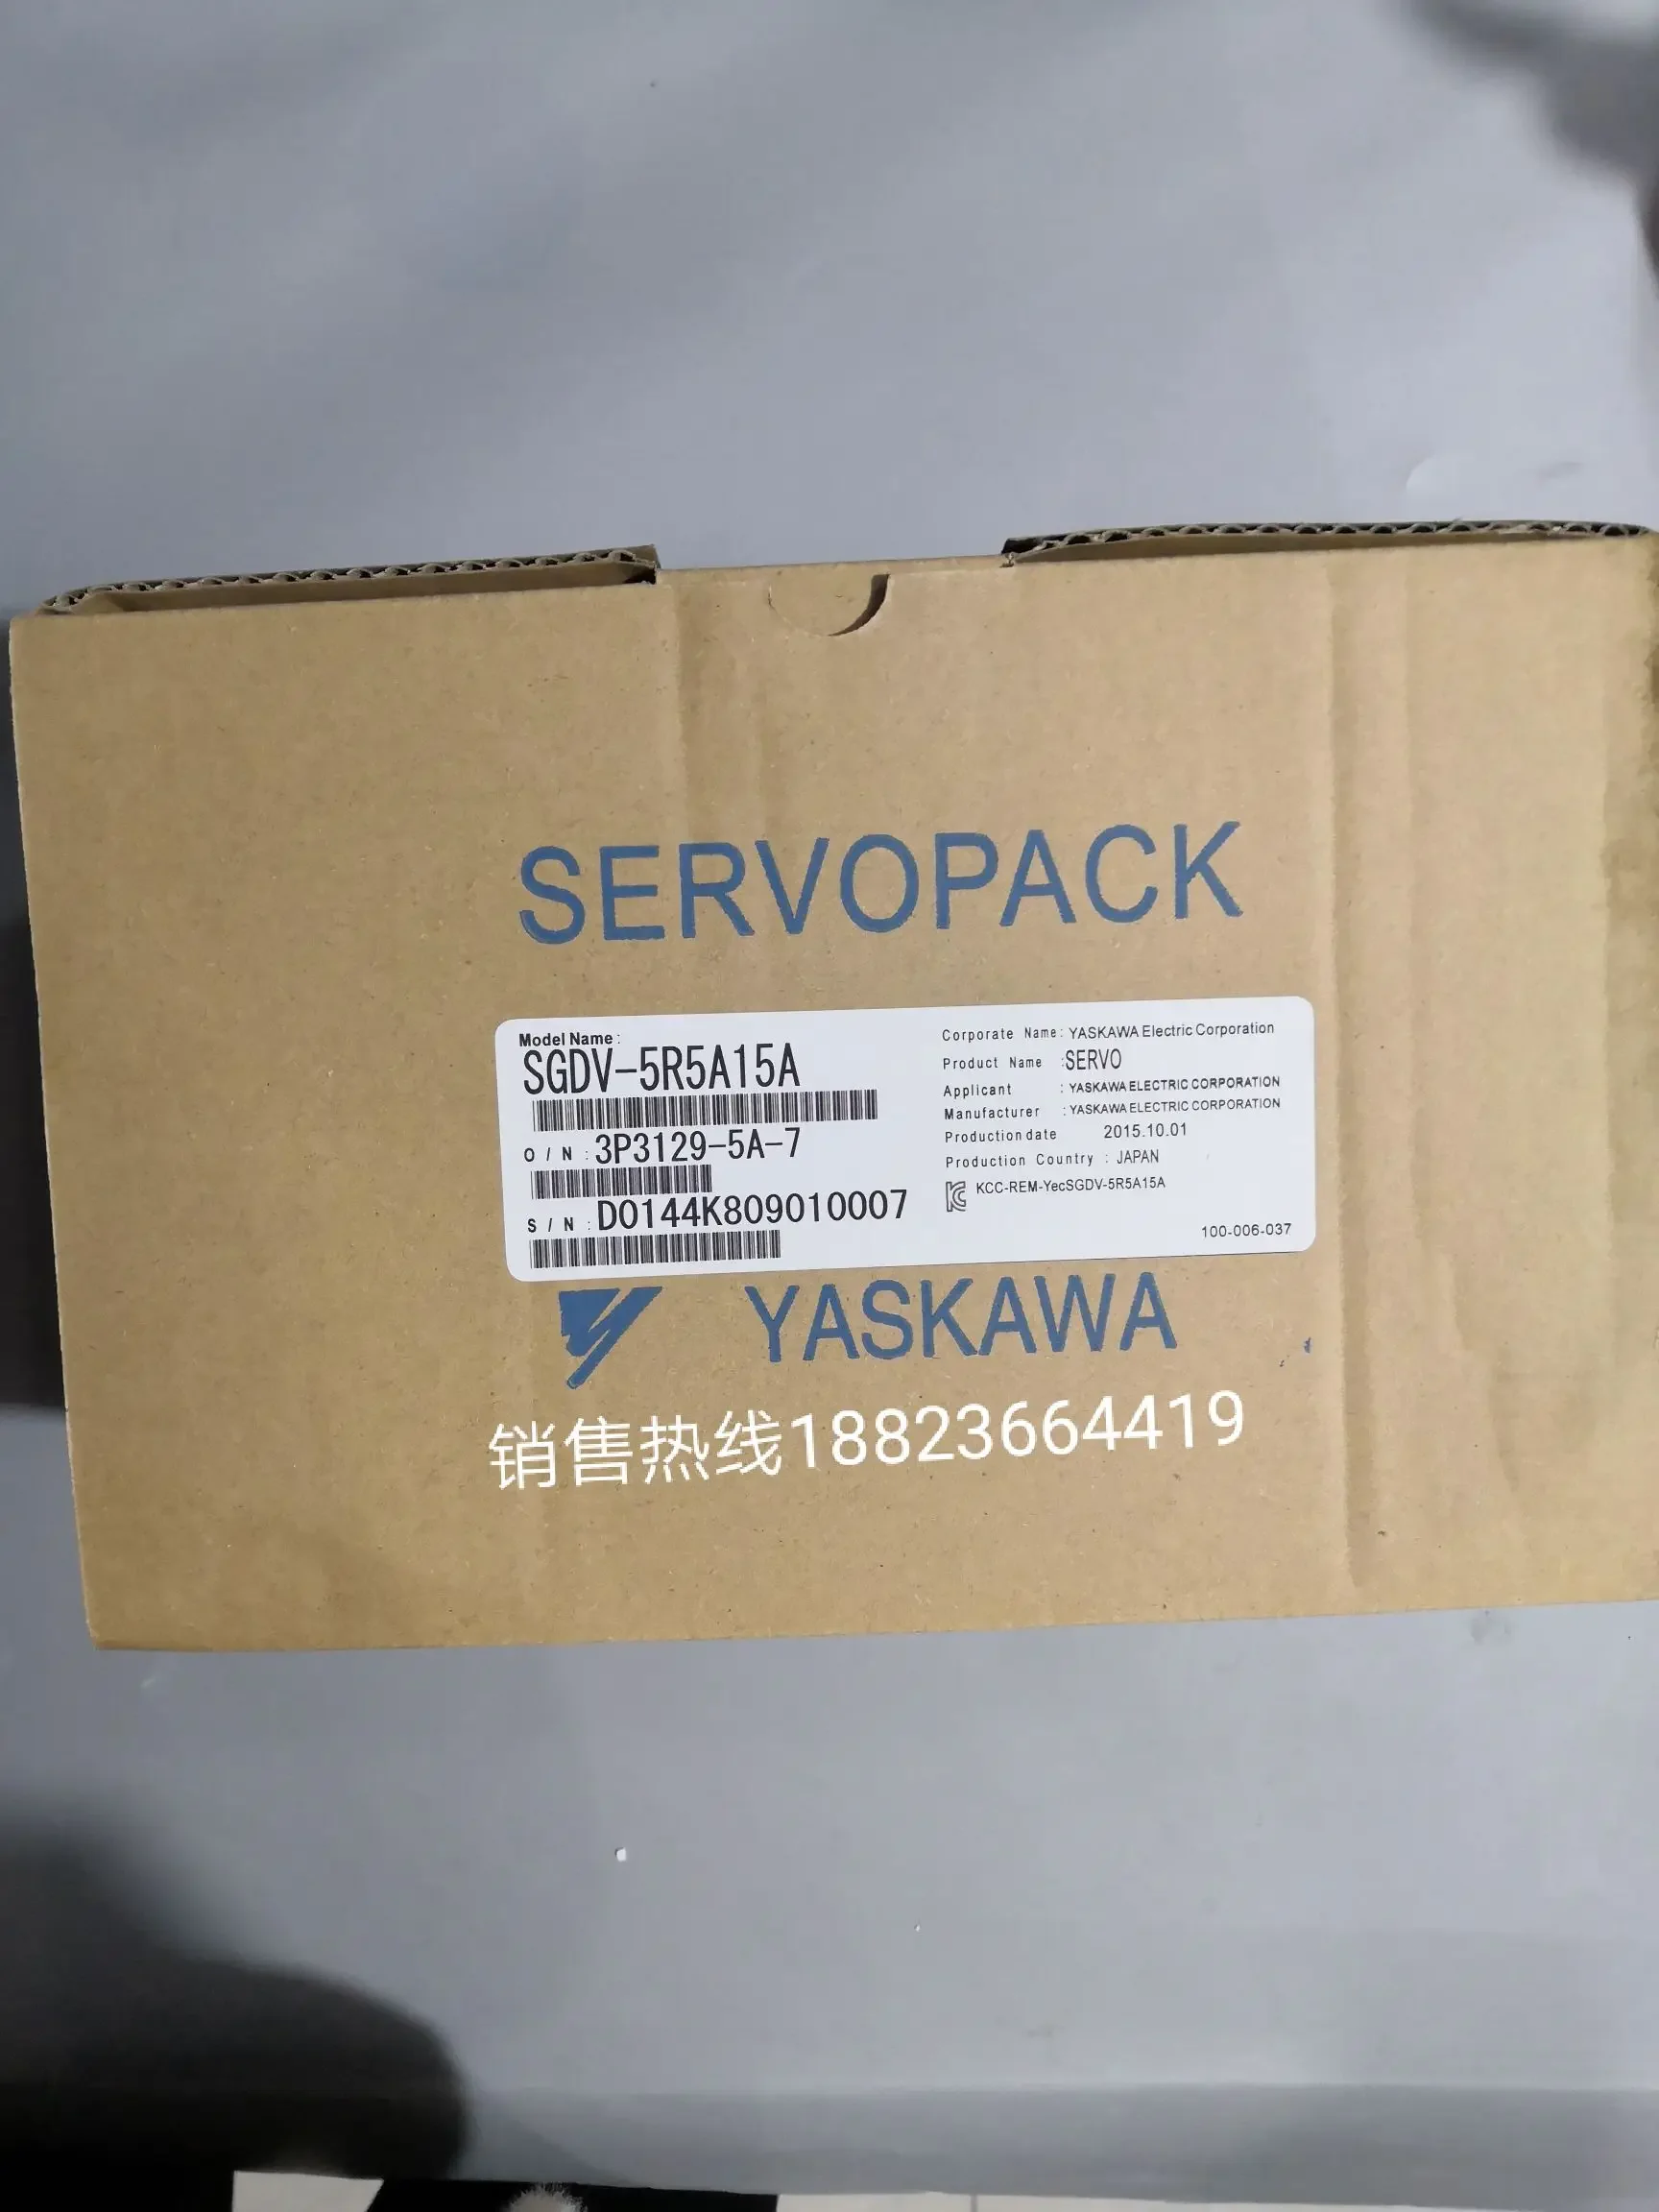 SERVOPACK
Model Name :
SGDV-5R5A15A
O / N : 3P3129-5A-7
S / N : D0144K809010007
Corporate Name : YASKAWA Electric Corporation
Product Name : SERVO
Applicant : YASKAWA ELECTRIC CORPORATION
Manufacturer : YASKAWA ELECTRIC CORPORATION
Production date 2015.10.01
Production Country : JAPAN
KCC-REM-YecSGDV-5R5A15A
100-006-037
YASKAWA
销售热线18823664419